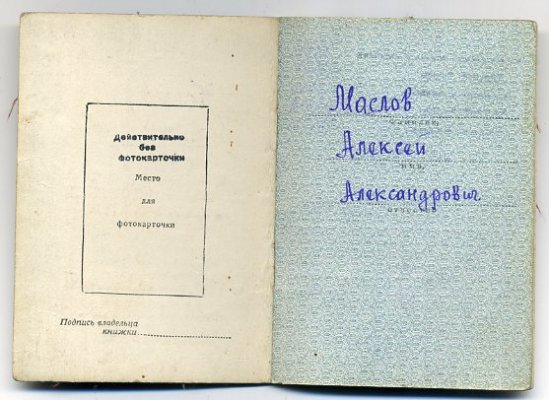 Действительно
без
фотокарточки
Место
для
фотокарточки
Подпись владельца
книжки
Маслов
фамилия
Алексей
имя
Александрович
отчество